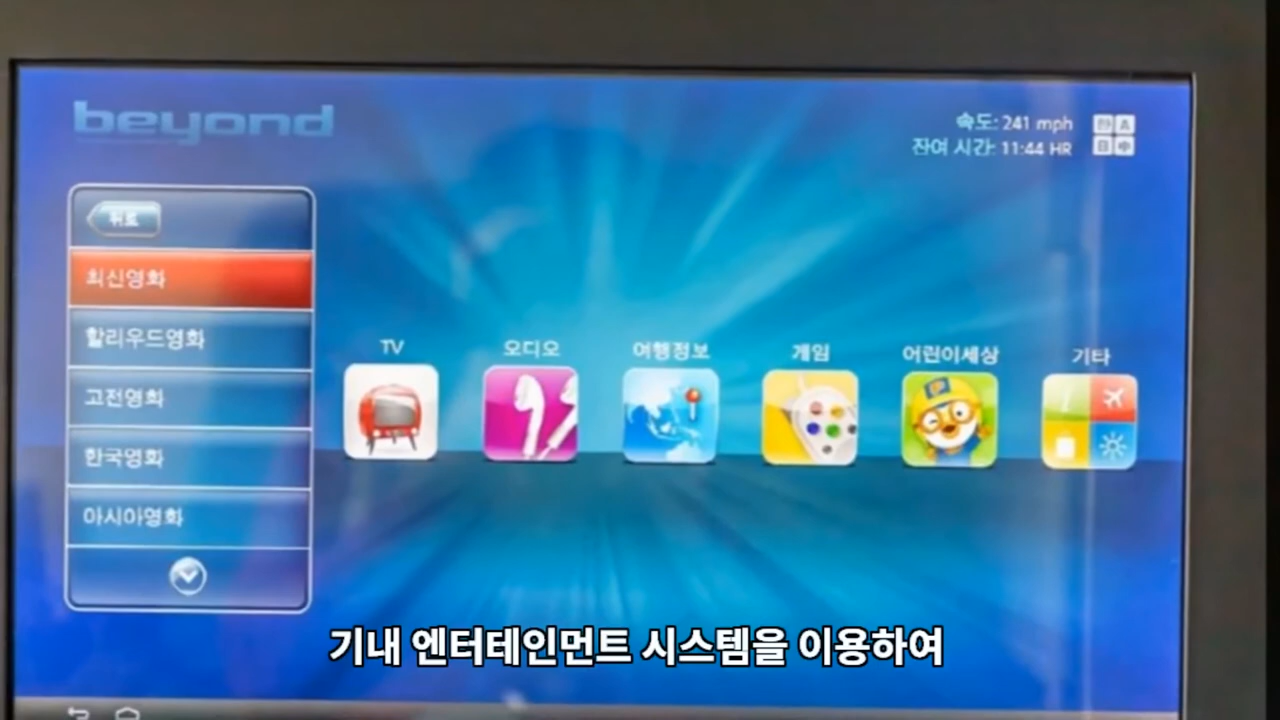 beyond
속도: 241 mph
잔여 시간: 11:44 HR
한 A
日 中
뒤로
최신영화
할리우드영화
고전영화
한국영화
아시아영화
TV
오디오
여행정보
게임
어린이세상
기타
기내 엔터테인먼트 시스템을 이용하여